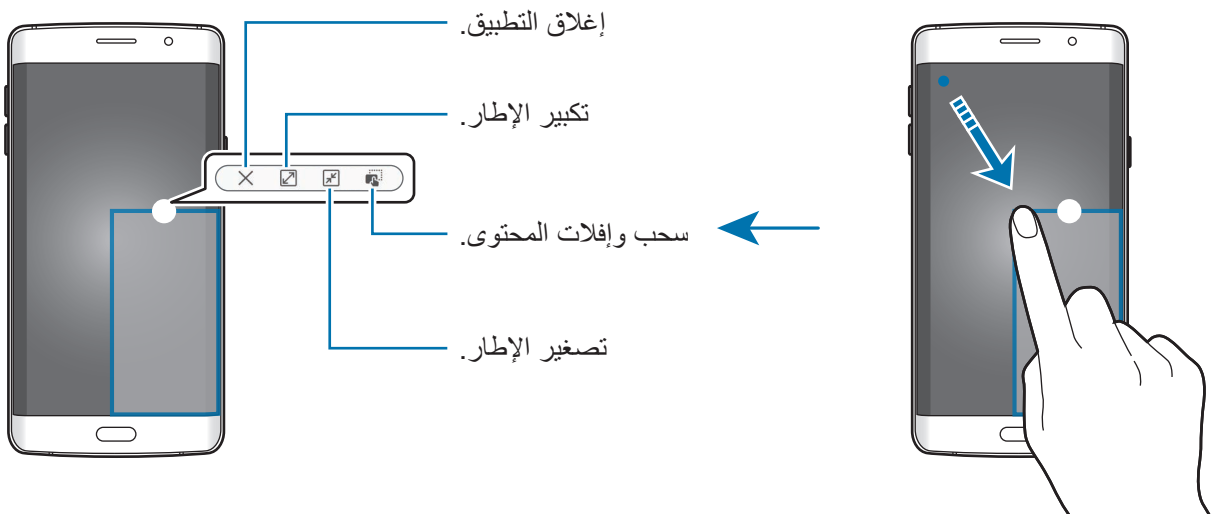 إغلاق التطبيق.
تكبير الإطار.
سحب وإفلات المحتوى.
تصغير الإطار.